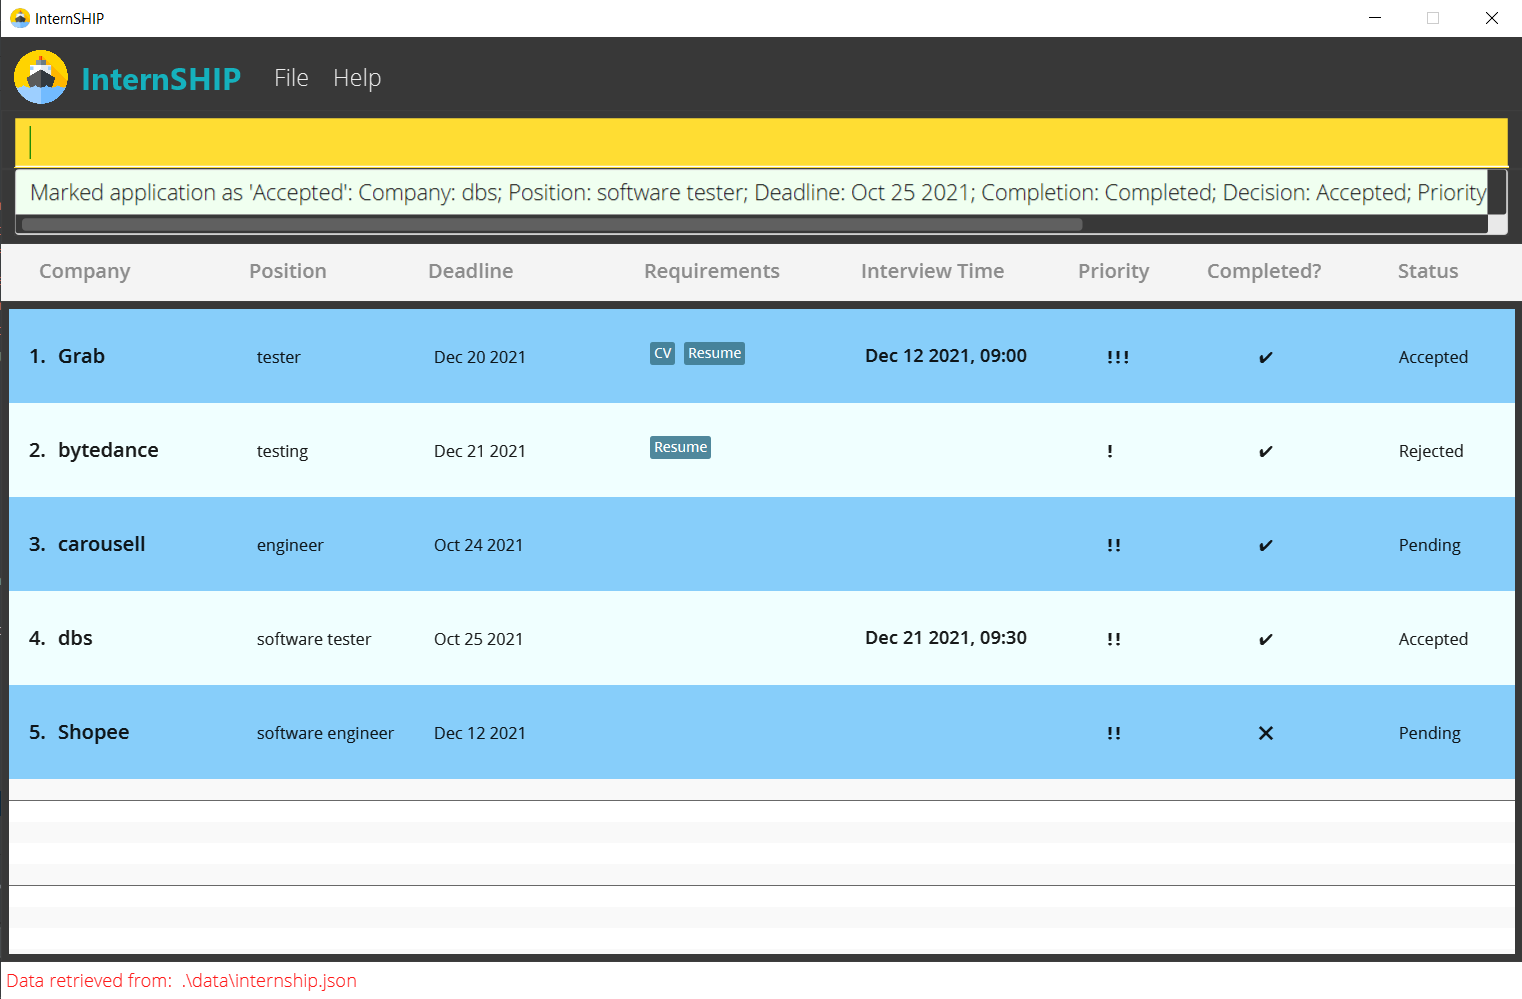 InternSHIP
InternSHIP File Help
Marked application as 'Accepted': Company: dbs; Position: software tester; Deadline: Oct 25 2021; Completion: Completed; Decision: Accepted; Priority
Company Position Deadline Requirements Interview Time Priority Completed? Status
1. Grab tester Dec 20 2021 CV Resume Dec 12 2021, 09:00 !!! ✔ Accepted
2. bytedance testing Dec 21 2021 Resume ! ✔ Rejected
3. carousell engineer Oct 24 2021 !! ✔ Pending
4. dbs software tester Oct 25 2021 Dec 21 2021, 09:30 !! ✔ Accepted
5. Shopee software engineer Dec 12 2021 !! ✕ Pending
Data retrieved from: .\data\internship.json